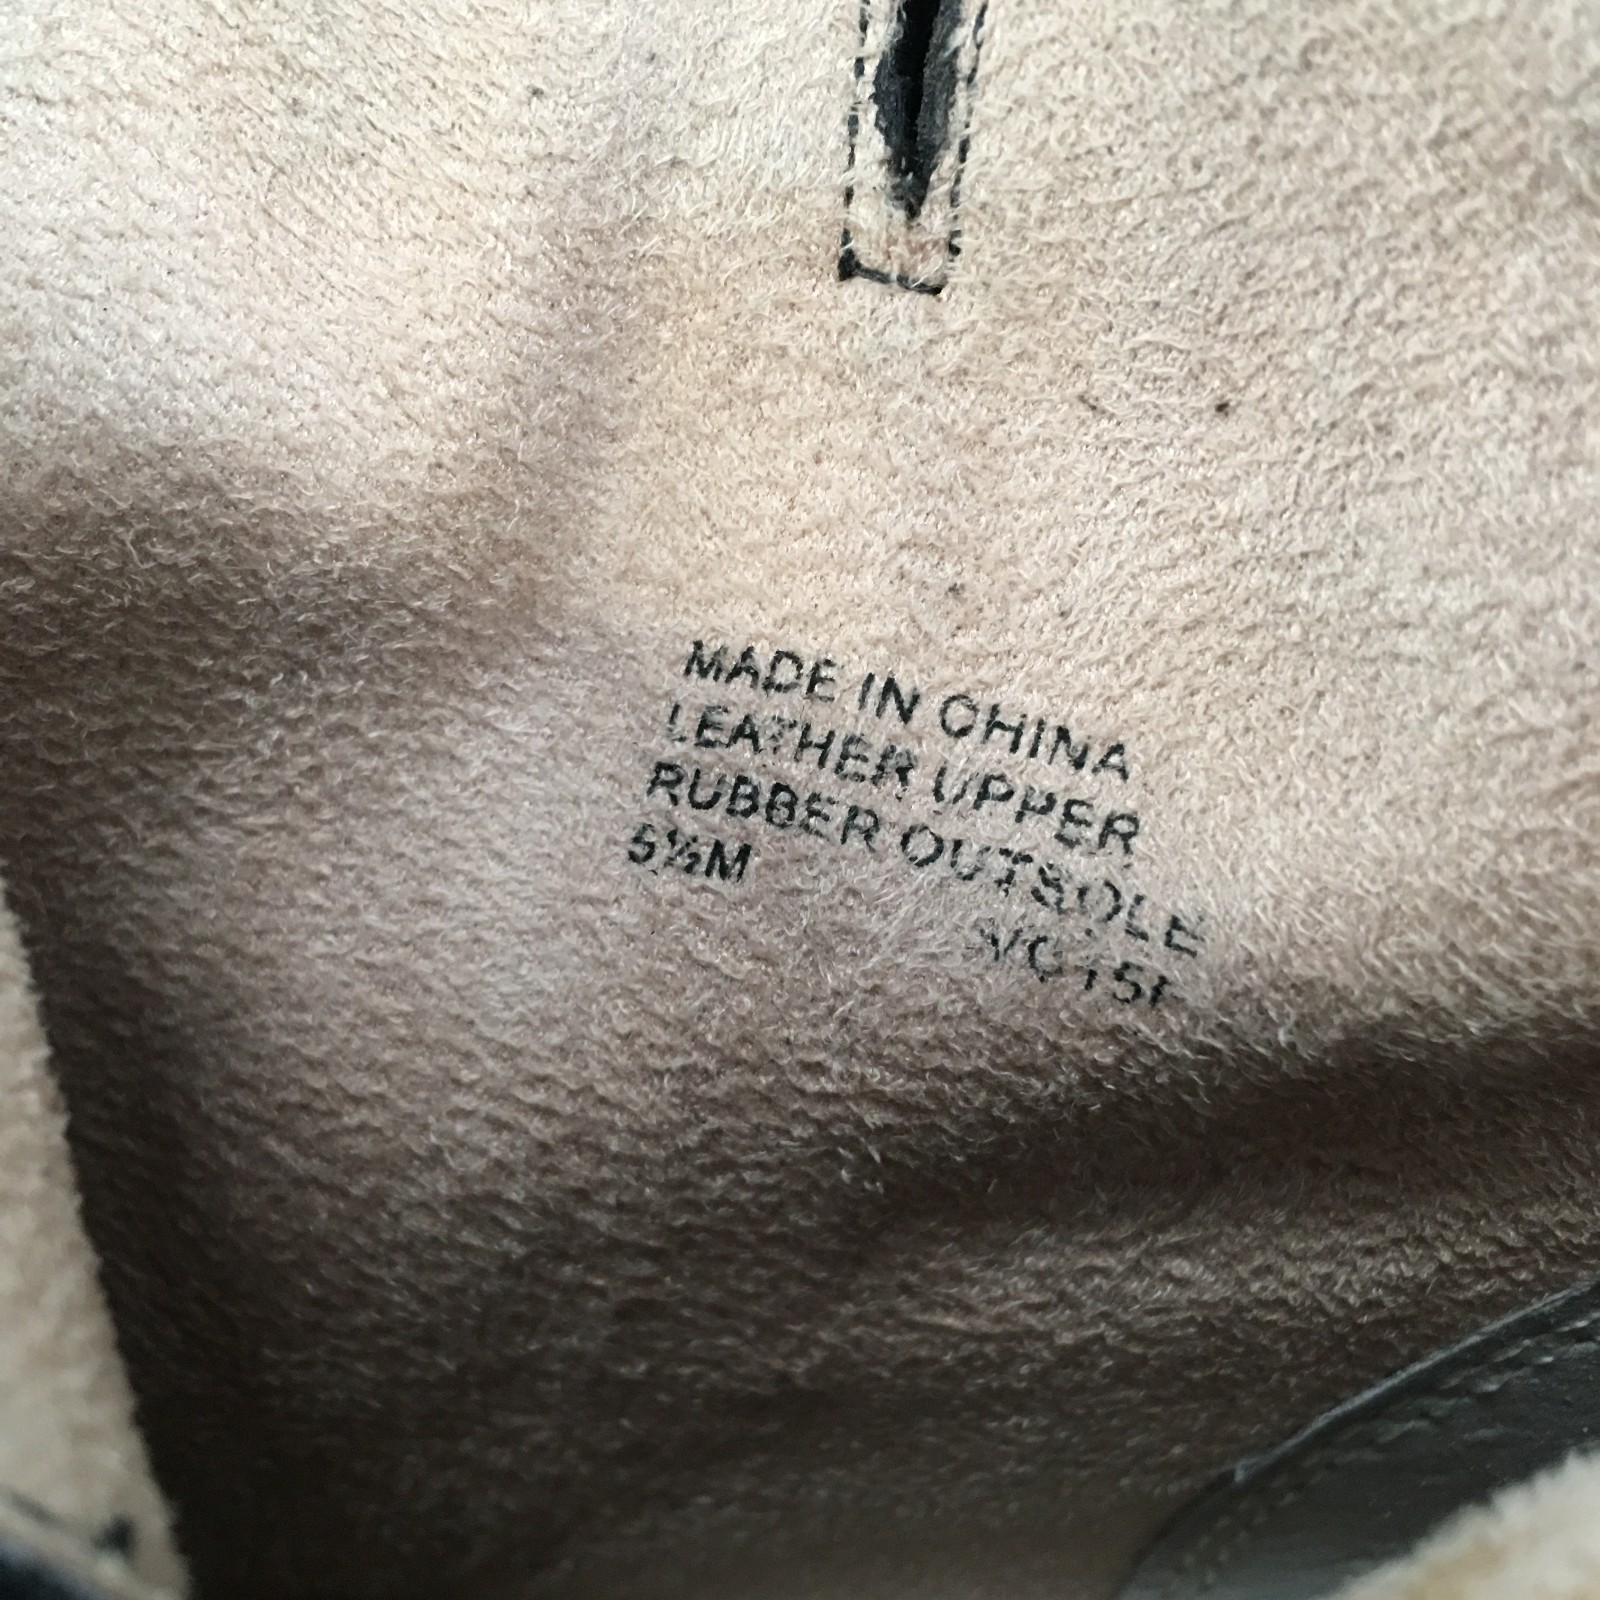 MADE IN CHINA
LEATHER UPPER
RUBBER OUTSOLE
5½M